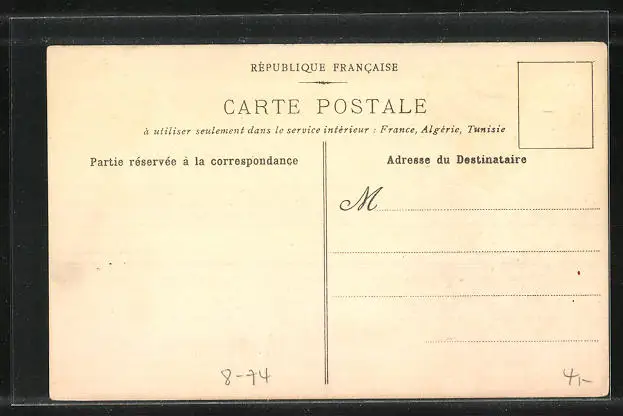 RÉPUBLIQUE FRANÇAISE
CARTE POSTALE
à utiliser seulement dans le service intérieur : France, Algérie, Tunisie
Partie réservée à la correspondance
Adresse du Destinataire
M
8-74
4,-